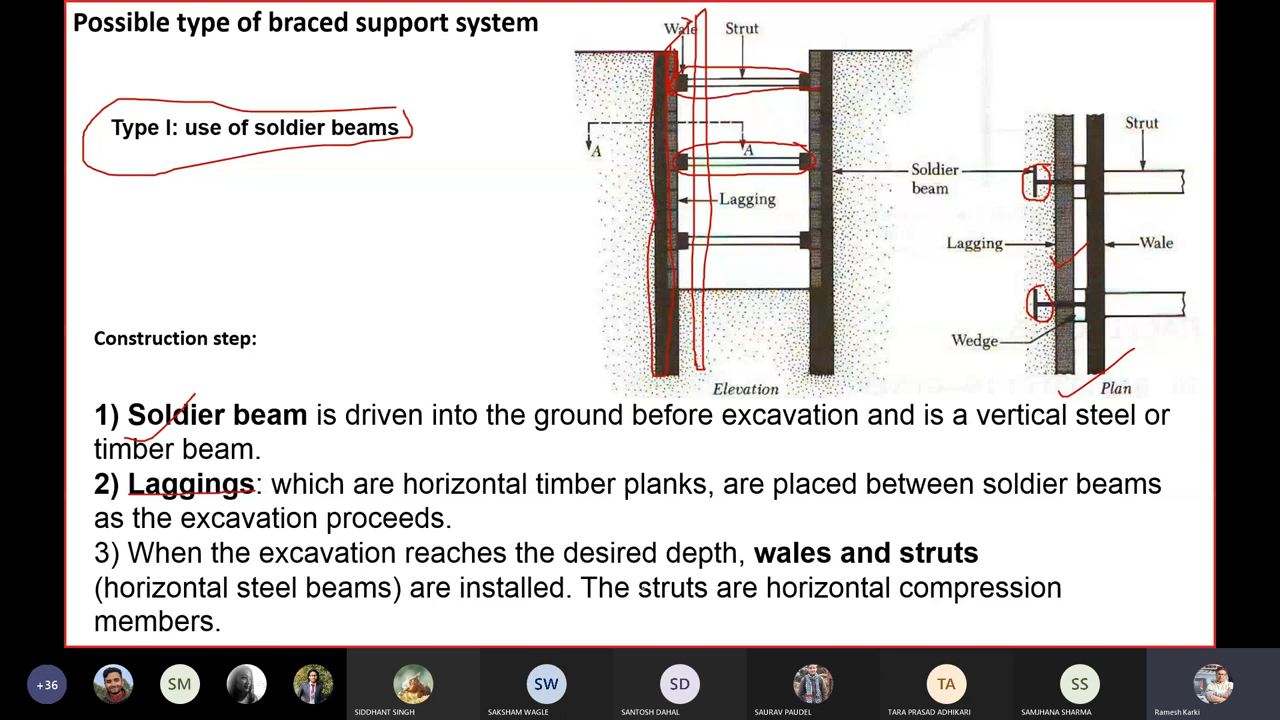 Possible type of braced support system
Type I: use of soldier beams
Wale
Strut
A
A
Lagging
Soldier
beam
Elevation
Strut
Lagging
Wale
Wedge
Plan
Construction step:
1) Soldier beam is driven into the ground before excavation and is a vertical steel or
timber beam.
2) Laggings: which are horizontal timber planks, are placed between soldier beams
as the excavation proceeds.
3) When the excavation reaches the desired depth, wales and struts
(horizontal steel beams) are installed. The struts are horizontal compression
members.
+36
SM
SW
SD
TA
SS
SIDDHANT SINGH
SAKSHAM WAGLE
SANTOSH DAHAL
SAURAV PAUDEL
TARA PRASAD ADHIKARI
SAMJHANA SHARMA
Ramesh Karki